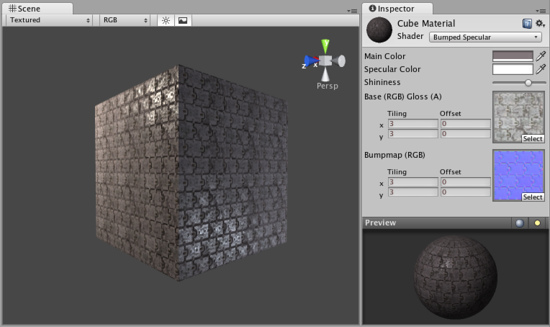 Scene
Textured RGB
z x
Persp
Inspector
Cube Material
Shader Bumped Specular
Main Color
Specular Color
Shininess
Base (RGB) Gloss (A)
Tiling Offset
x 3 0
y 3 0
Select
Bumpmap (RGB)
Tiling Offset
x 3 0
y 3 0
Select
Preview